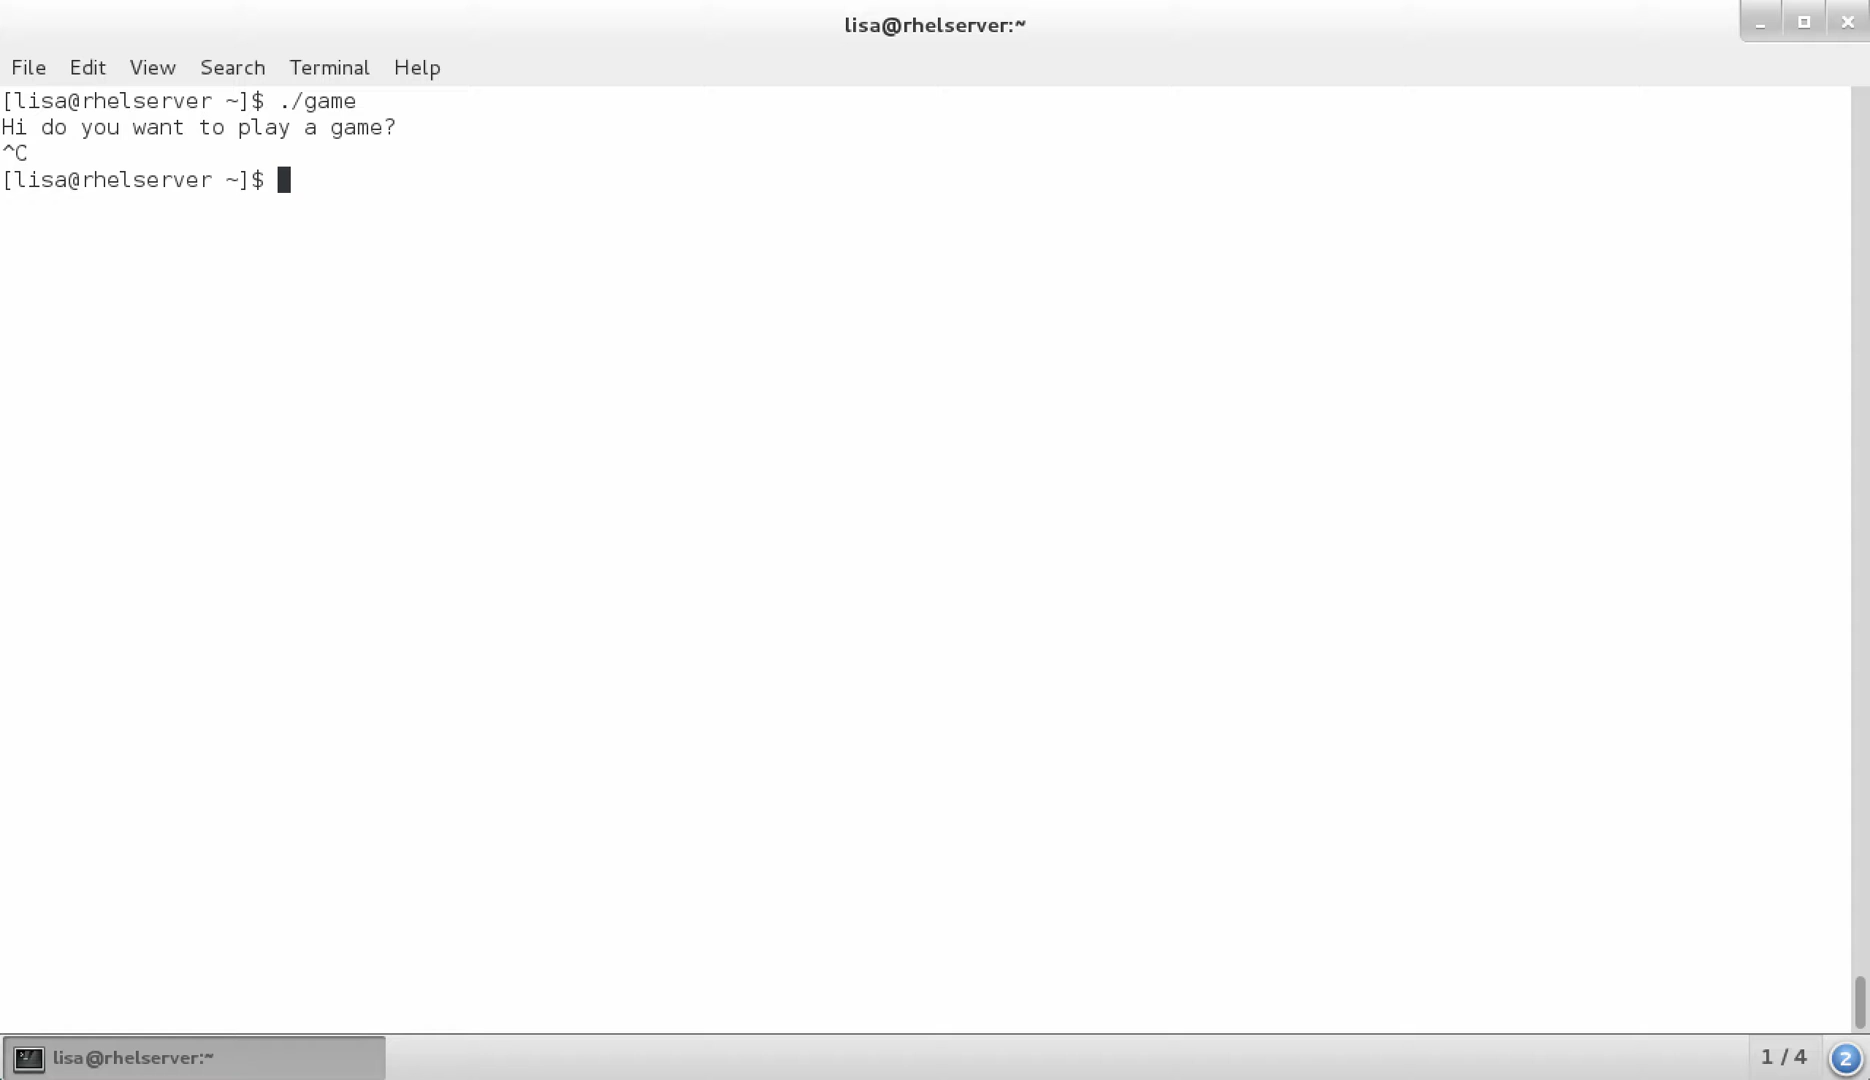 lisa@rhelserver:~
File Edit View Search Terminal Help
[lisa@rhelserver ~]$ ./game
Hi do you want to play a game?
^C
[lisa@rhelserver ~]$
lisa@rhelserver:~ 1 / 4 2